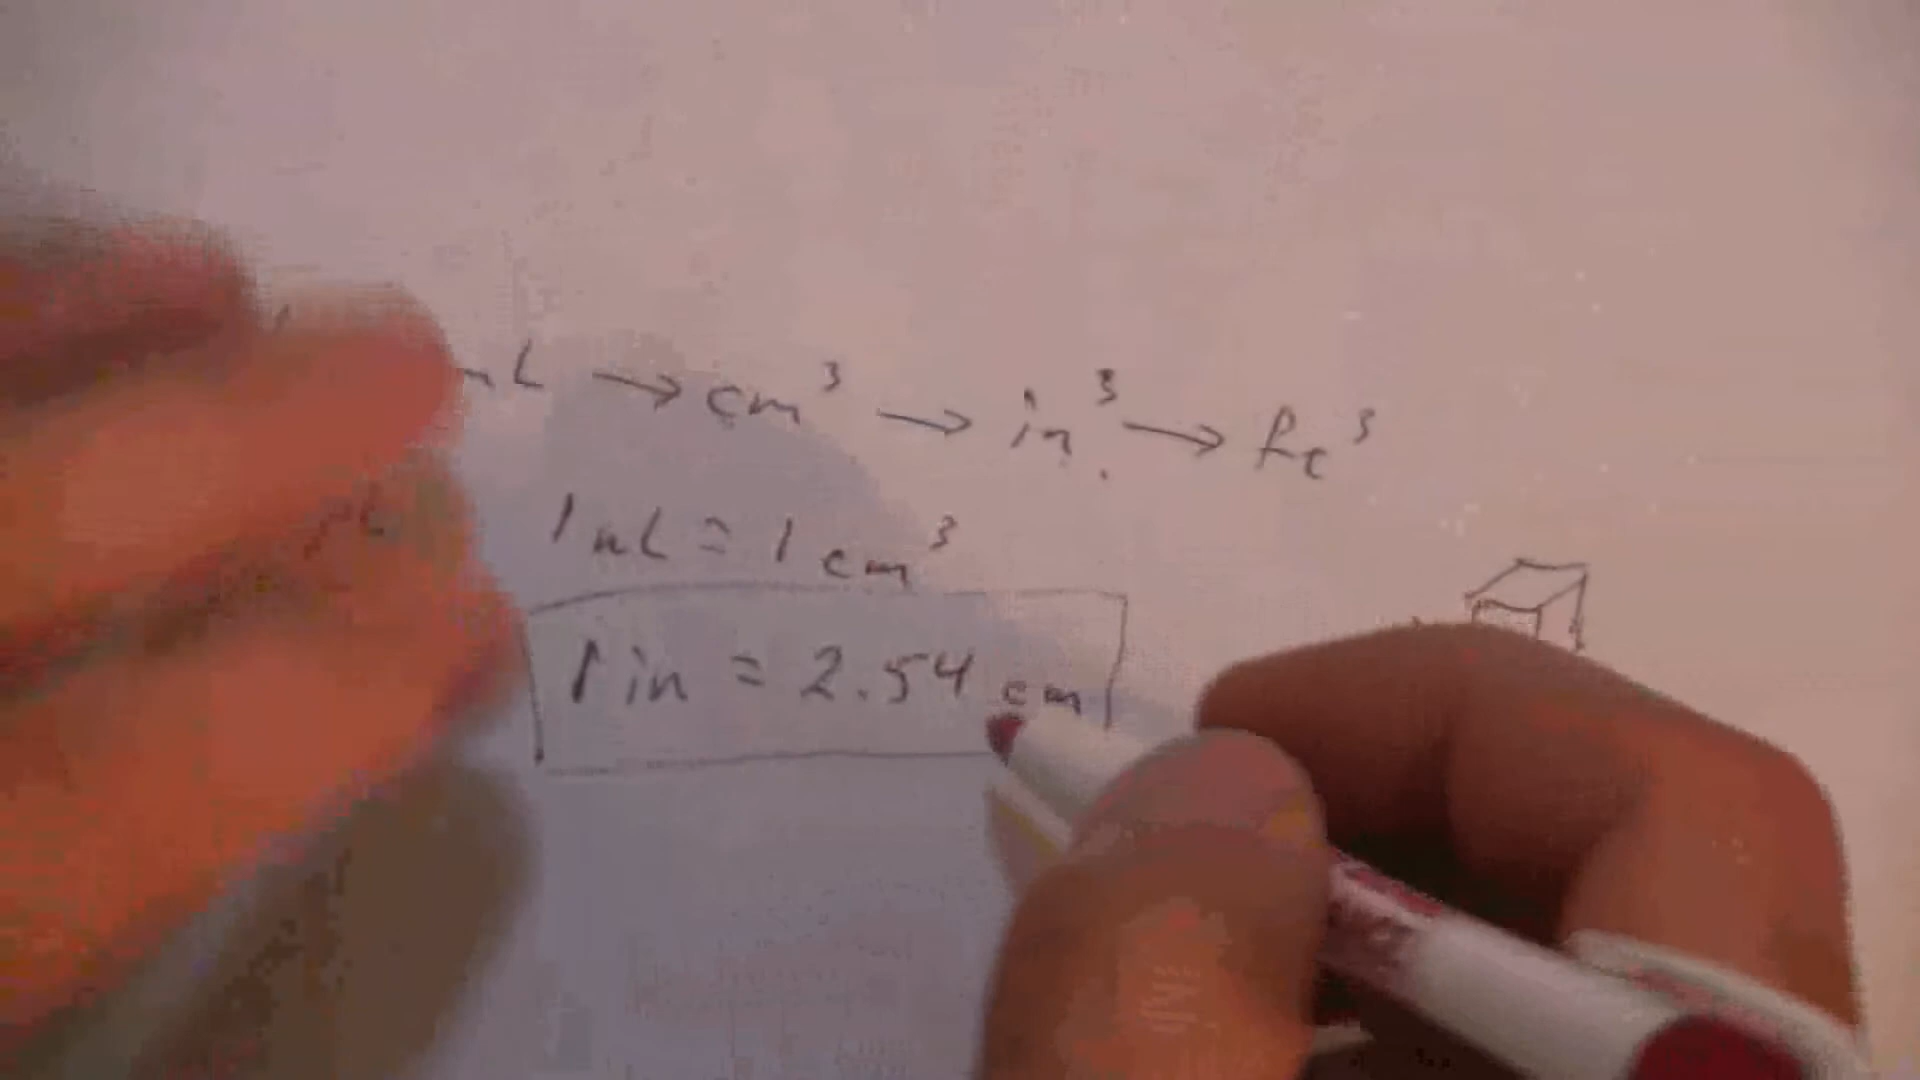 mL → cm³ → in³ → ft³
1 mL = 1 cm³
1 in = 2.54 cm